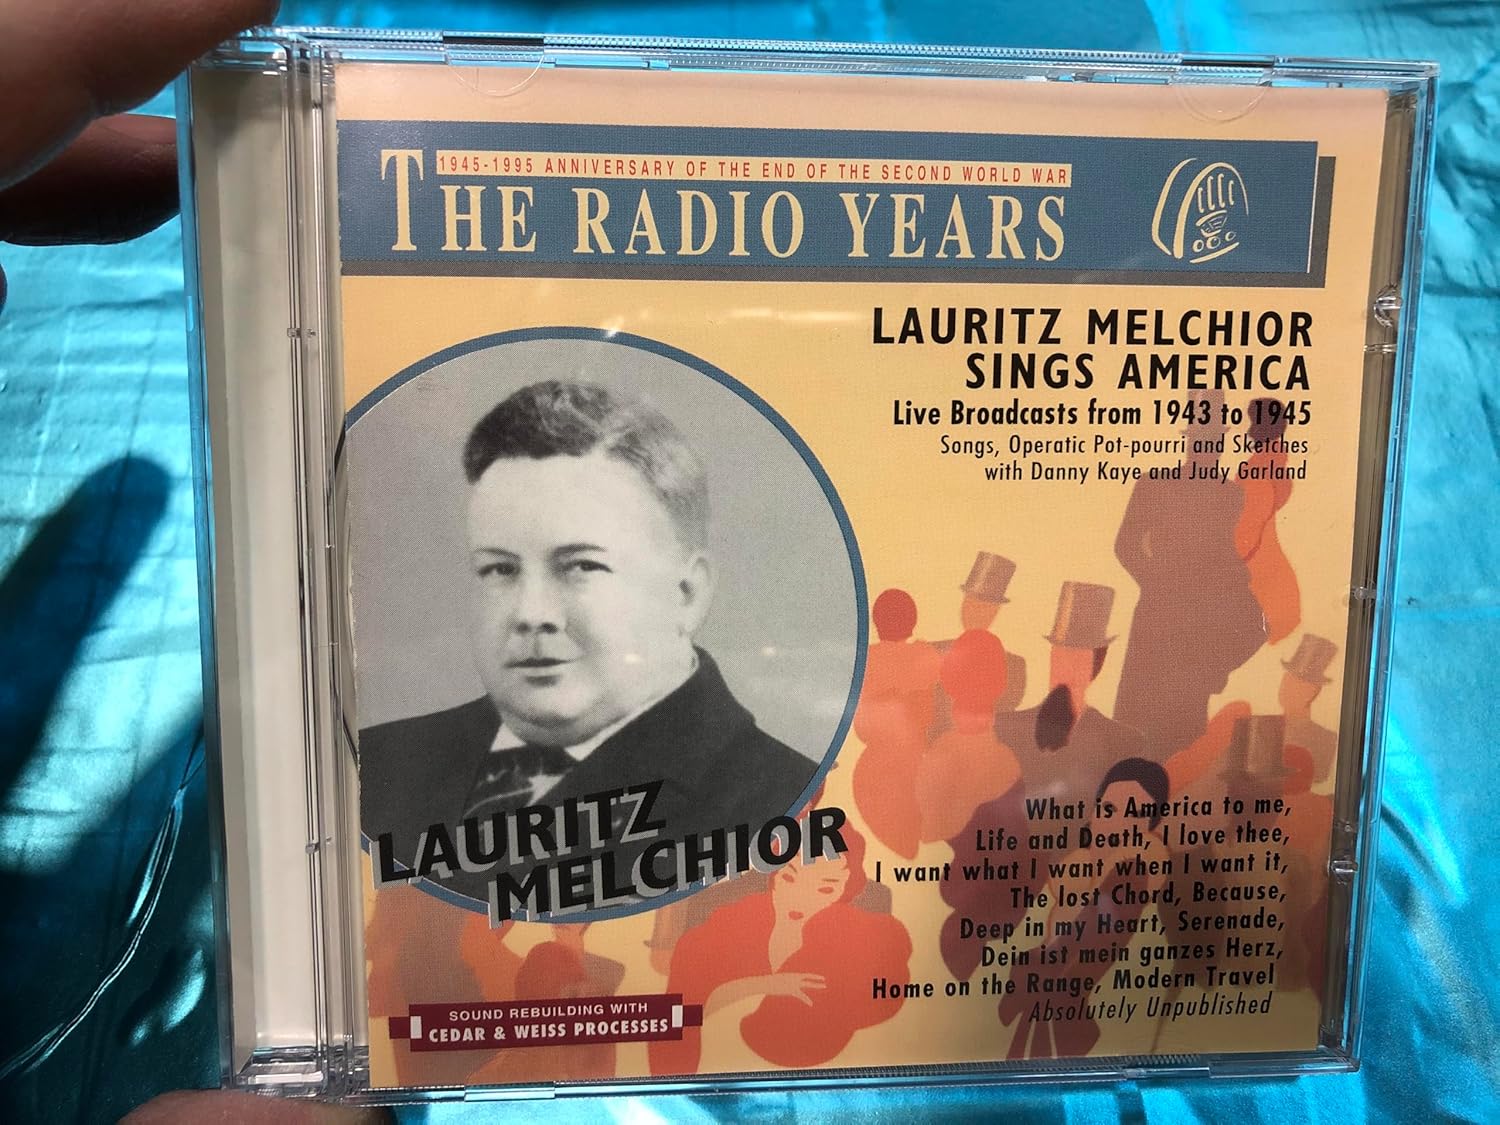 1945-1995 ANNIVERSARY OF THE END OF THE SECOND WORLD WAR
THE RADIO YEARS
LAURITZ MELCHIOR
SINGS AMERICA
Live Broadcasts from 1943 to 1945
Songs, Operatic Pot-pourri and Sketches
with Danny Kaye and Judy Garland
LAURITZ
MELCHIOR
What is America to me,
Life and Death, I love thee,
I want what I want when I want it,
The lost Chord, Because,
Deep in my Heart, Serenade,
Dein ist mein ganzes Herz,
Home on the Range, Modern Travel
Absolutely Unpublished
SOUND REBUILDING WITH
CEDAR & WEISS PROCESSES